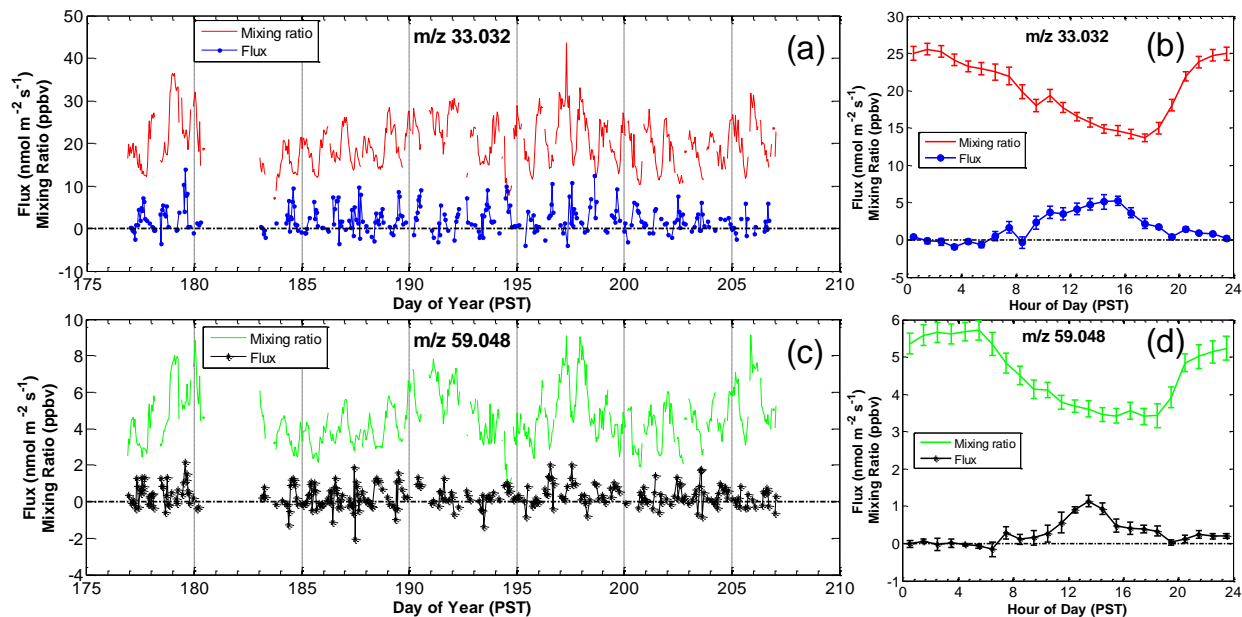 m/z 33.032
(a)
Mixing ratio
Flux
Flux (nmol m⁻² s⁻¹)
Mixing Ratio (ppbv)
50
40
30
20
10
0
-10
175 180 185 190 195 200 205 210
Day of Year (PST)
m/z 33.032
(b)
Mixing ratio
Flux
Flux (nmol m⁻² s⁻¹)
Mixing Ratio (ppbv)
30
25
20
15
10
5
0
-5
0 4 8 12 16 20 24
Hour of Day (PST)
m/z 59.048
(c)
Mixing ratio
Flux
Flux (nmol m⁻² s⁻¹)
Mixing Ratio (ppbv)
10
8
6
4
2
0
-2
-4
175 180 185 190 195 200 205 210
Day of Year (PST)
m/z 59.048
(d)
Mixing ratio
Flux
Flux (nmol m⁻² s⁻¹)
Mixing Ratio (ppbv)
6
5
4
3
2
1
0
-1
0 4 8 12 16 20 24
Hour of Day (PST)